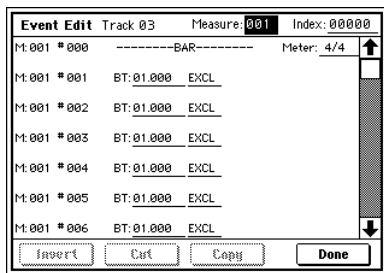 Event Edit Track 03 Measure: 001 Index: 00000
M: 001 # 000 --------BAR-------- Meter: 4/4
M: 001 # 001 BT: 01.000 EXCL
M: 001 # 002 BT: 01.000 EXCL
M: 001 # 003 BT: 01.000 EXCL
M: 001 # 004 BT: 01.000 EXCL
M: 001 # 005 BT: 01.000 EXCL
M: 001 # 006 BT: 01.000 EXCL
Insert Cut Copy Done